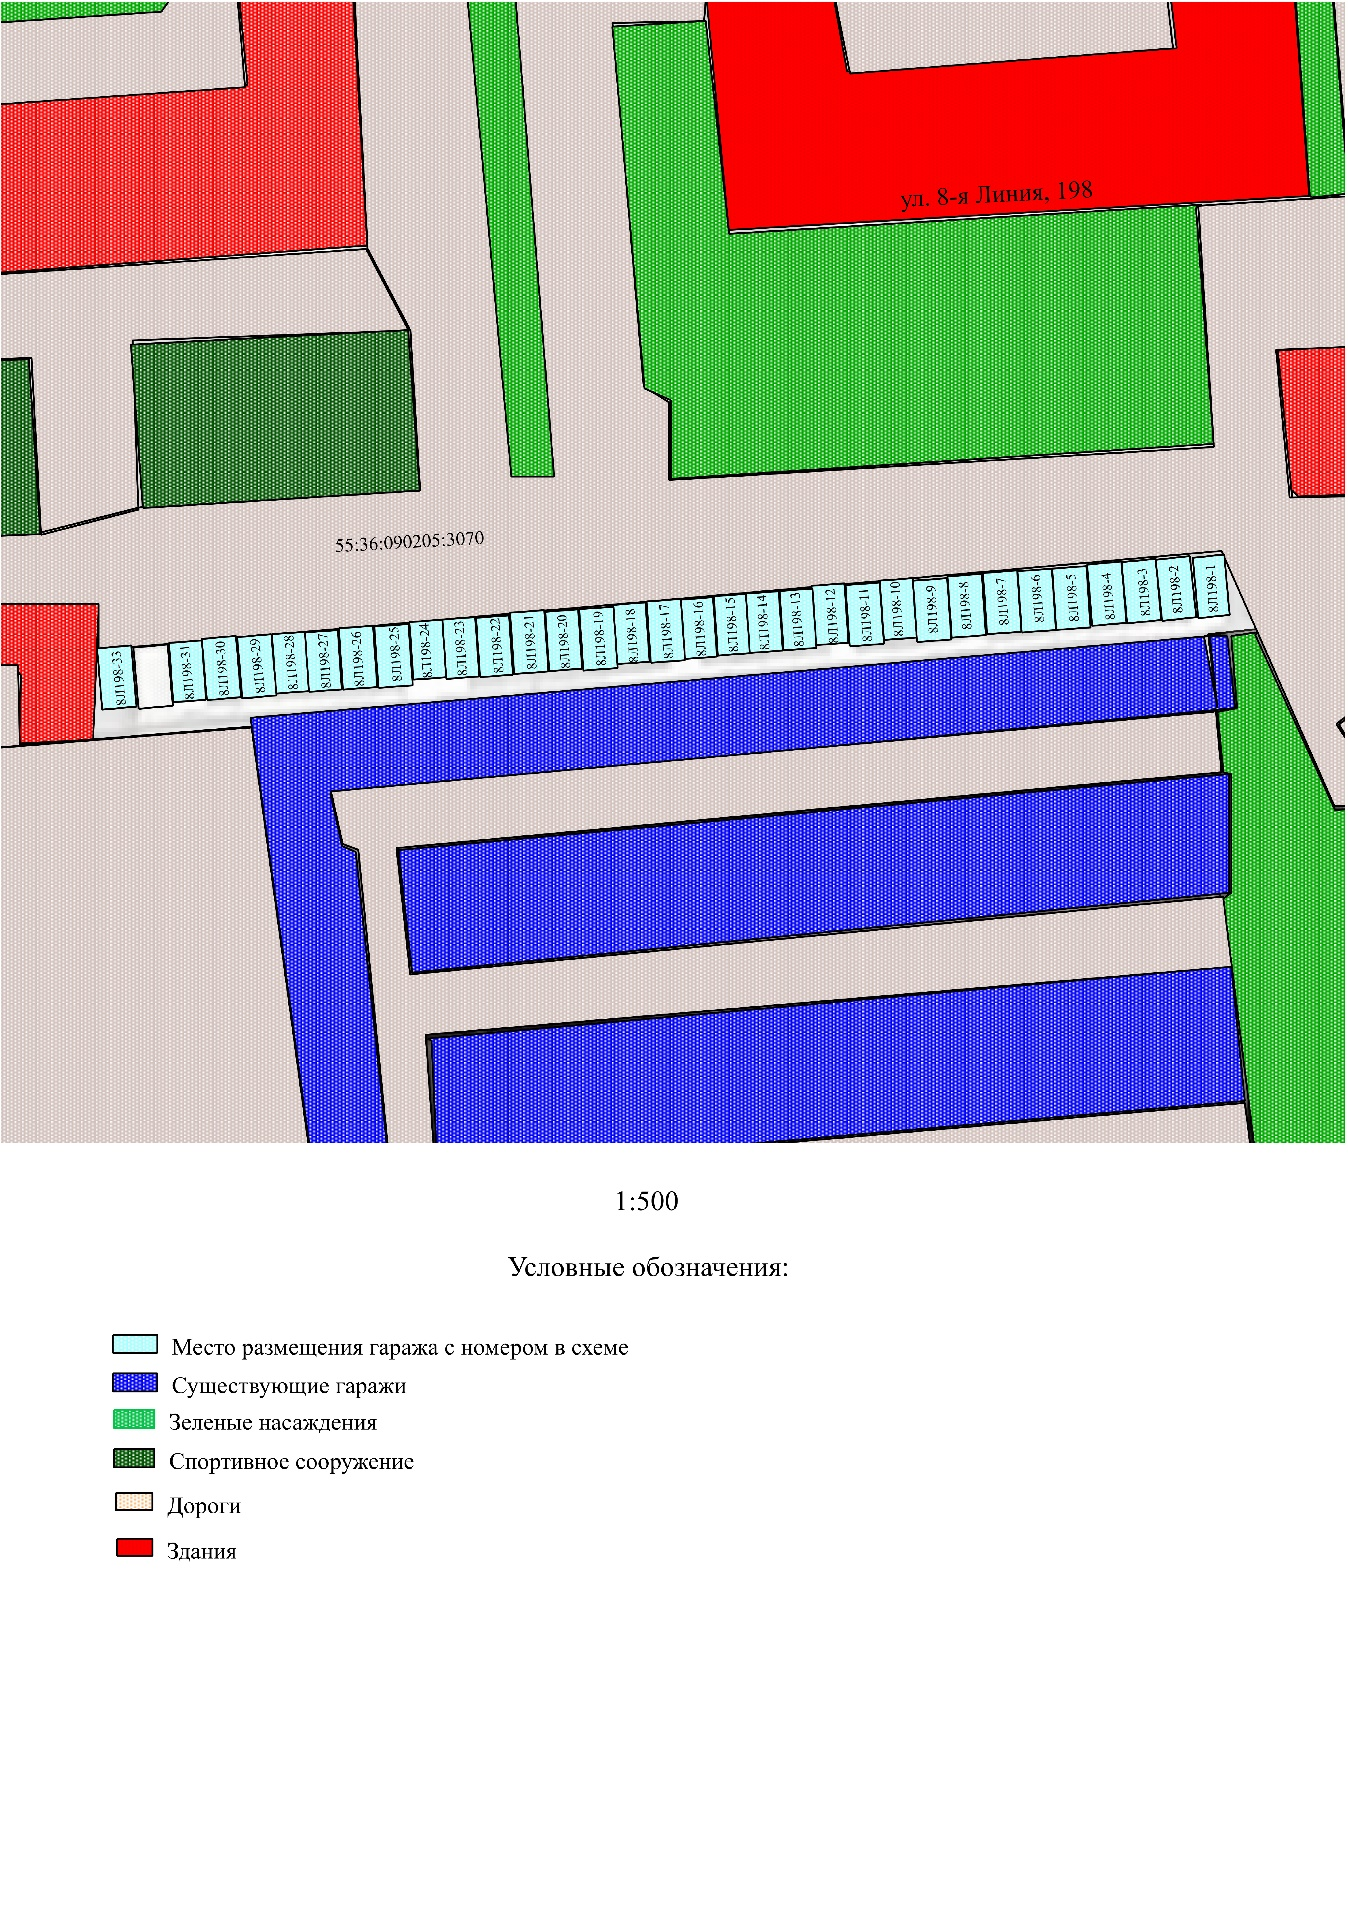 ул. 8-я Линия, 198
55:36:090205:3070
8Л198-33
8Л198-31
8Л198-30
8Л198-29
8Л198-28
8Л198-27
8Л198-26
8Л198-25
8Л198-24
8Л198-23
8Л198-22
8Л198-21
8Л198-20
8Л198-19
8Л198-18
8Л198-17
8Л198-16
8Л198-15
8Л198-14
8Л198-13
8Л198-12
8Л198-11
8Л198-10
8Л198-9
8Л198-8
8Л198-7
8Л198-6
8Л198-5
8Л198-4
8Л198-3
8Л198-2
8Л198-1
1:500
Условные обозначения:
Место размещения гаража с номером в схеме
Существующие гаражи
Зеленые насаждения
Спортивное сооружение
Дороги
Здания